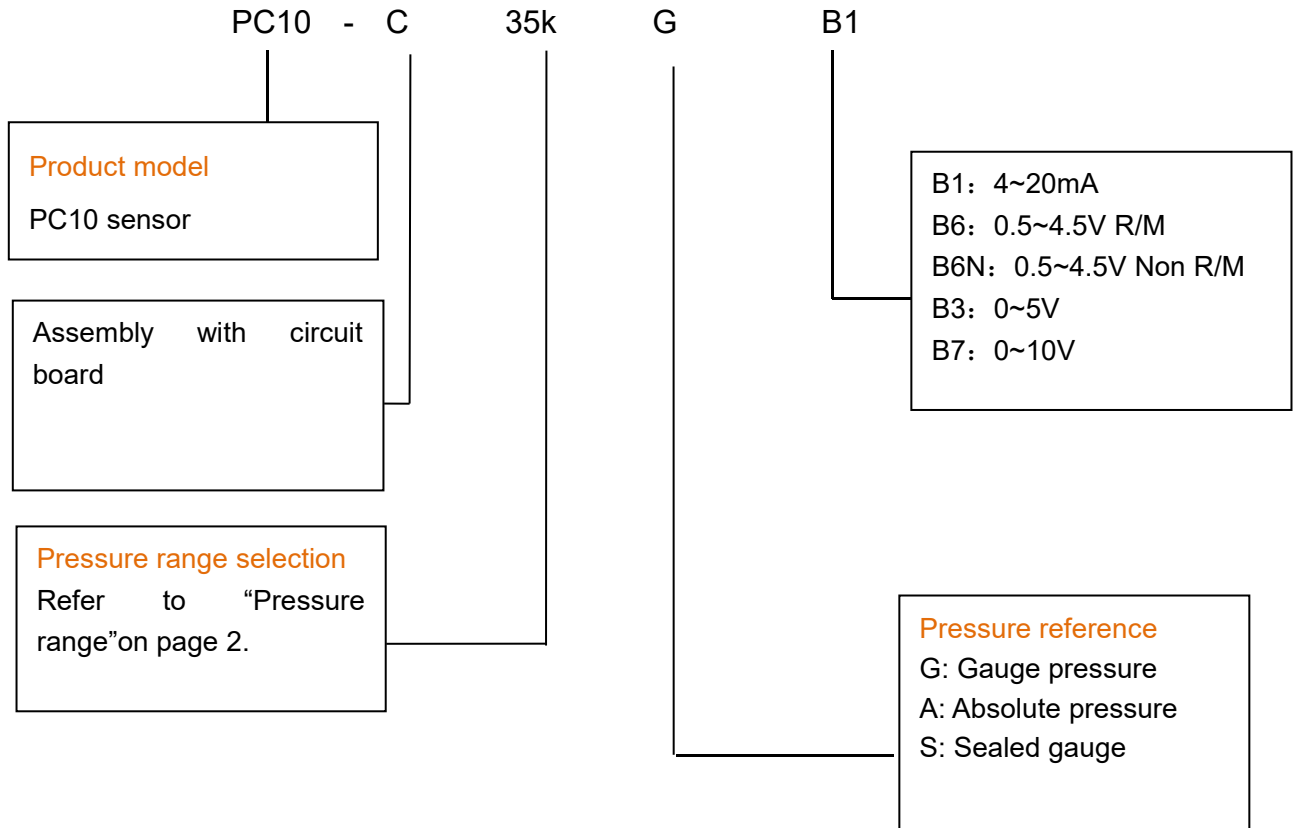 PC10 - C 35k G B1
Product model
PC10 sensor
Assembly with circuit
board
Pressure range selection
Refer to “Pressure
range”on page 2.
B1：4~20mA
B6：0.5~4.5V R/M
B6N：0.5~4.5V Non R/M
B3：0~5V
B7：0~10V
Pressure reference
G: Gauge pressure
A: Absolute pressure
S: Sealed gauge